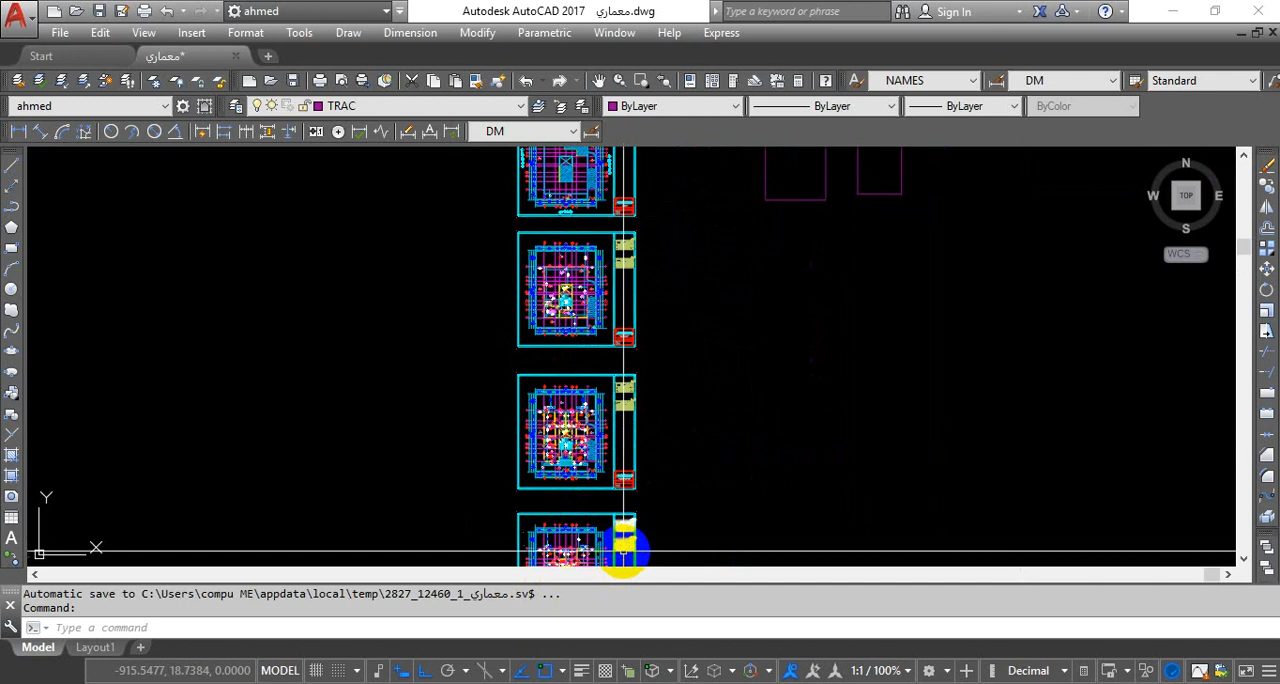 ahmed
Autodesk AutoCAD 2017 معماري.dwg
Type a keyword or phrase
Sign In
File Edit View Insert Format Tools Draw Dimension Modify Parametric Window Help Express
Start
معماري*
NAMES
DM
Standard
ahmed
TRAC
ByLayer
ByLayer
ByLayer
ByColor
DM
N
W TOP E
S
WCS
Y
X
Automatic save to C:\Users\compu ME\appdata\local\temp\معماري_1_12460_2827.sv$ ...
Command:
Type a command
Model Layout1
-915.5477, 18.7384, 0.0000 MODEL 1:1 / 100% Decimal